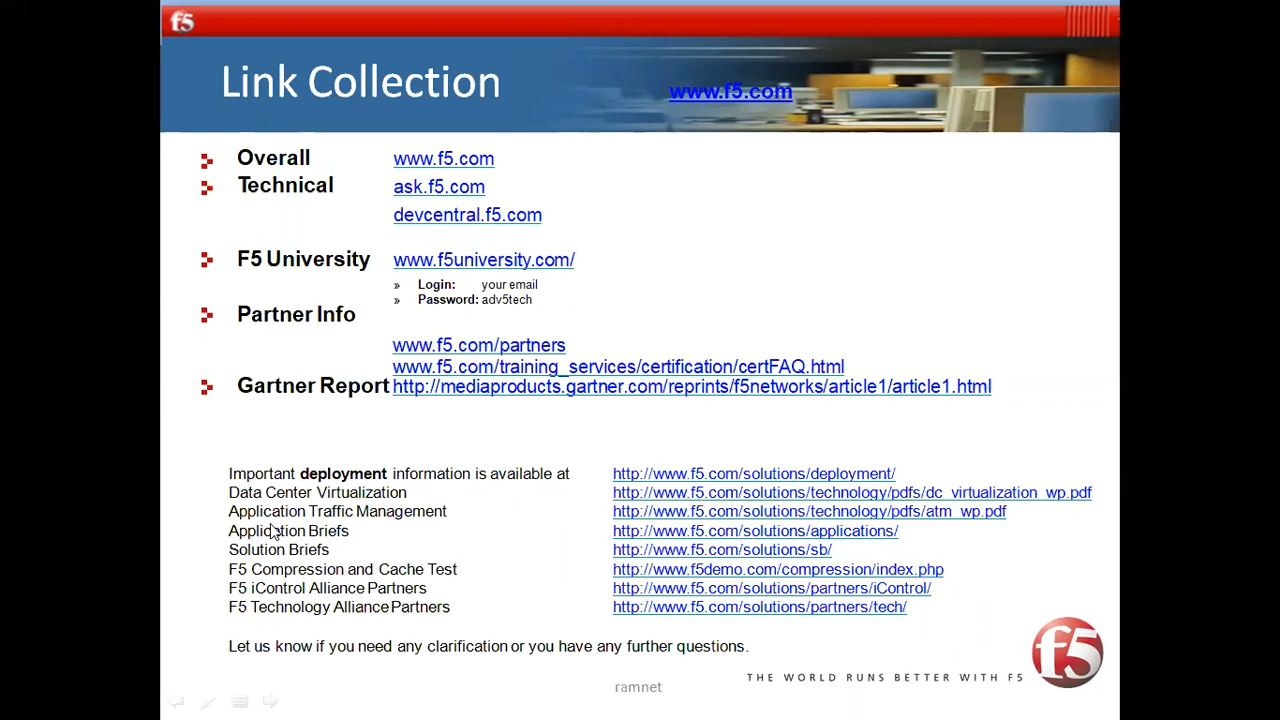 f5
Link Collection www.f5.com
Overall www.f5.com
Technical ask.f5.com
devcentral.f5.com
F5 University www.f5university.com/
» Login: your email
» Password: adv5tech
Partner Info
www.f5.com/partners
www.f5.com/training_services/certification/certFAQ.html
Gartner Report http://mediaproducts.gartner.com/reprints/f5networks/article1/article1.html
Important deployment information is available at http://www.f5.com/solutions/deployment/
Data Center Virtualization http://www.f5.com/solutions/technology/pdfs/dc_virtualization_wp.pdf
Application Traffic Management http://www.f5.com/solutions/technology/pdfs/atm_wp.pdf
Application Briefs http://www.f5.com/solutions/applications/
Solution Briefs http://www.f5.com/solutions/sb/
F5 Compression and Cache Test http://www.f5demo.com/compression/index.php
F5 iControl Alliance Partners http://www.f5.com/solutions/partners/iControl/
F5 Technology Alliance Partners http://www.f5.com/solutions/partners/tech/
Let us know if you need any clarification or you have any further questions.
f5
THE WORLD RUNS BETTER WITH F5
ramnet